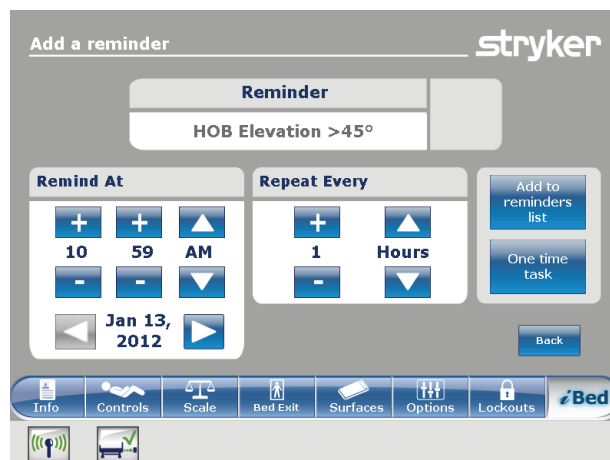 Add a reminder
stryker
Reminder
HOB Elevation >45°
Remind At
+ + 
10 59 AM
- -
Jan 13,
2012
Repeat Every
+
1 Hours
-
Add to
reminders
list
One time
task
Back
Info
Controls
Scale
Bed Exit
Surfaces
Options
Lockouts
iBed